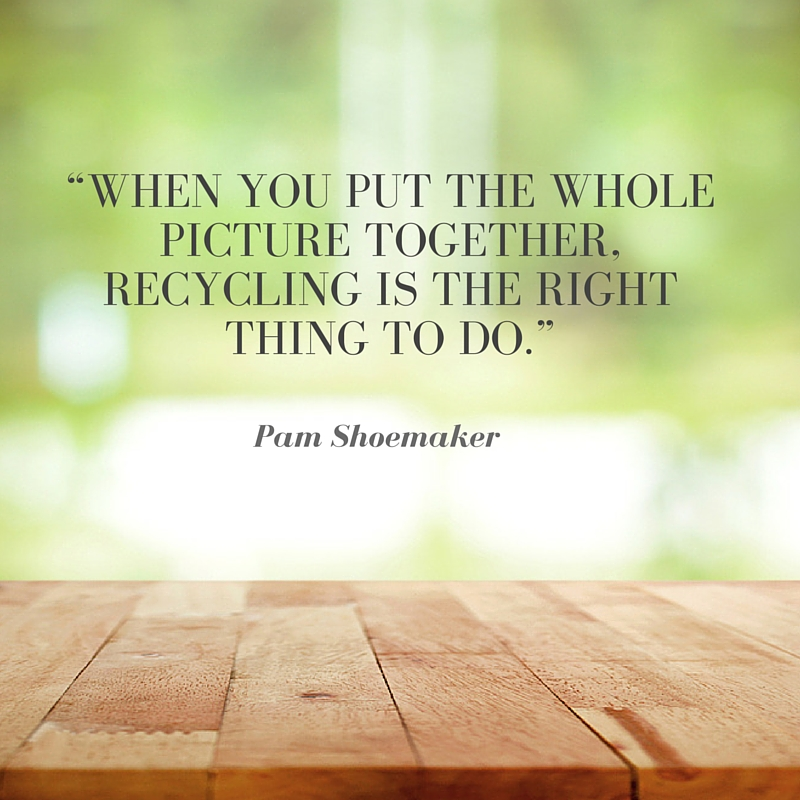 “WHEN YOU PUT THE WHOLE
PICTURE TOGETHER,
RECYCLING IS THE RIGHT
THING TO DO.”
Pam Shoemaker